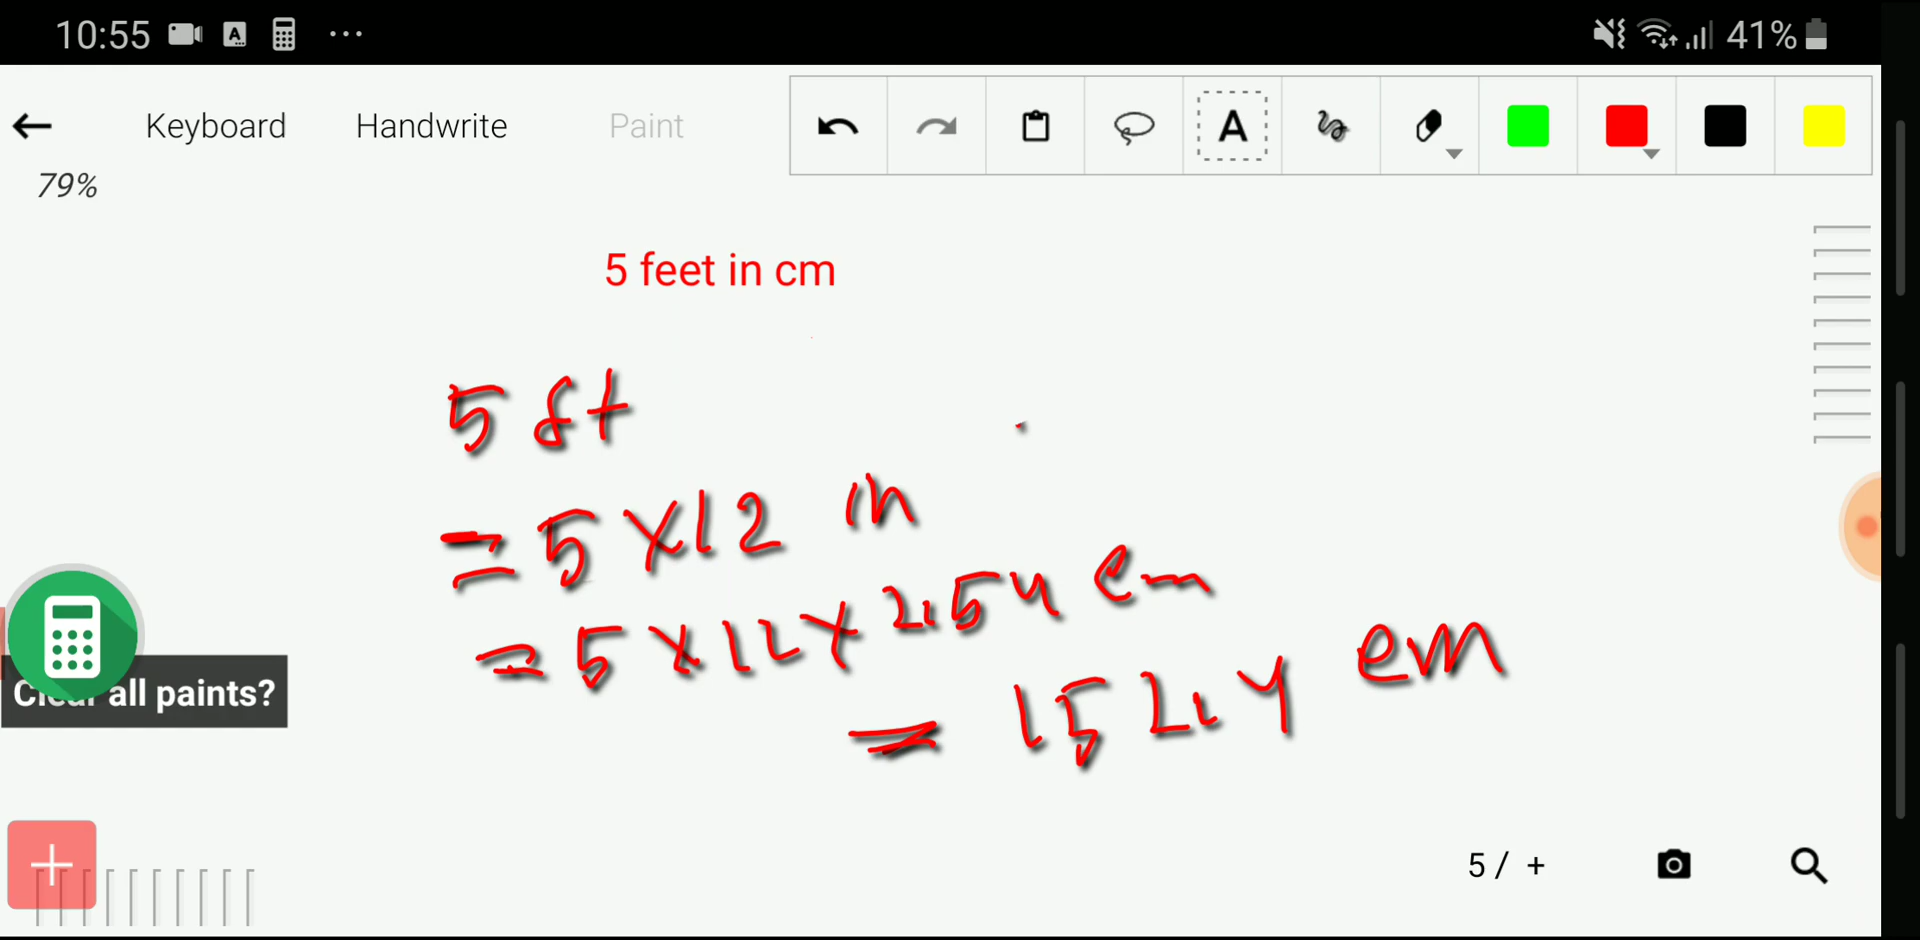 10:55 A... ... 41%
Keyboard Handwrite Paint A
79%
5 feet in cm
5 ft
= 5 × 12 in
= 5 × 12 × 2.54 cm
= 152.4 cm
Clear all paints?
5 / +